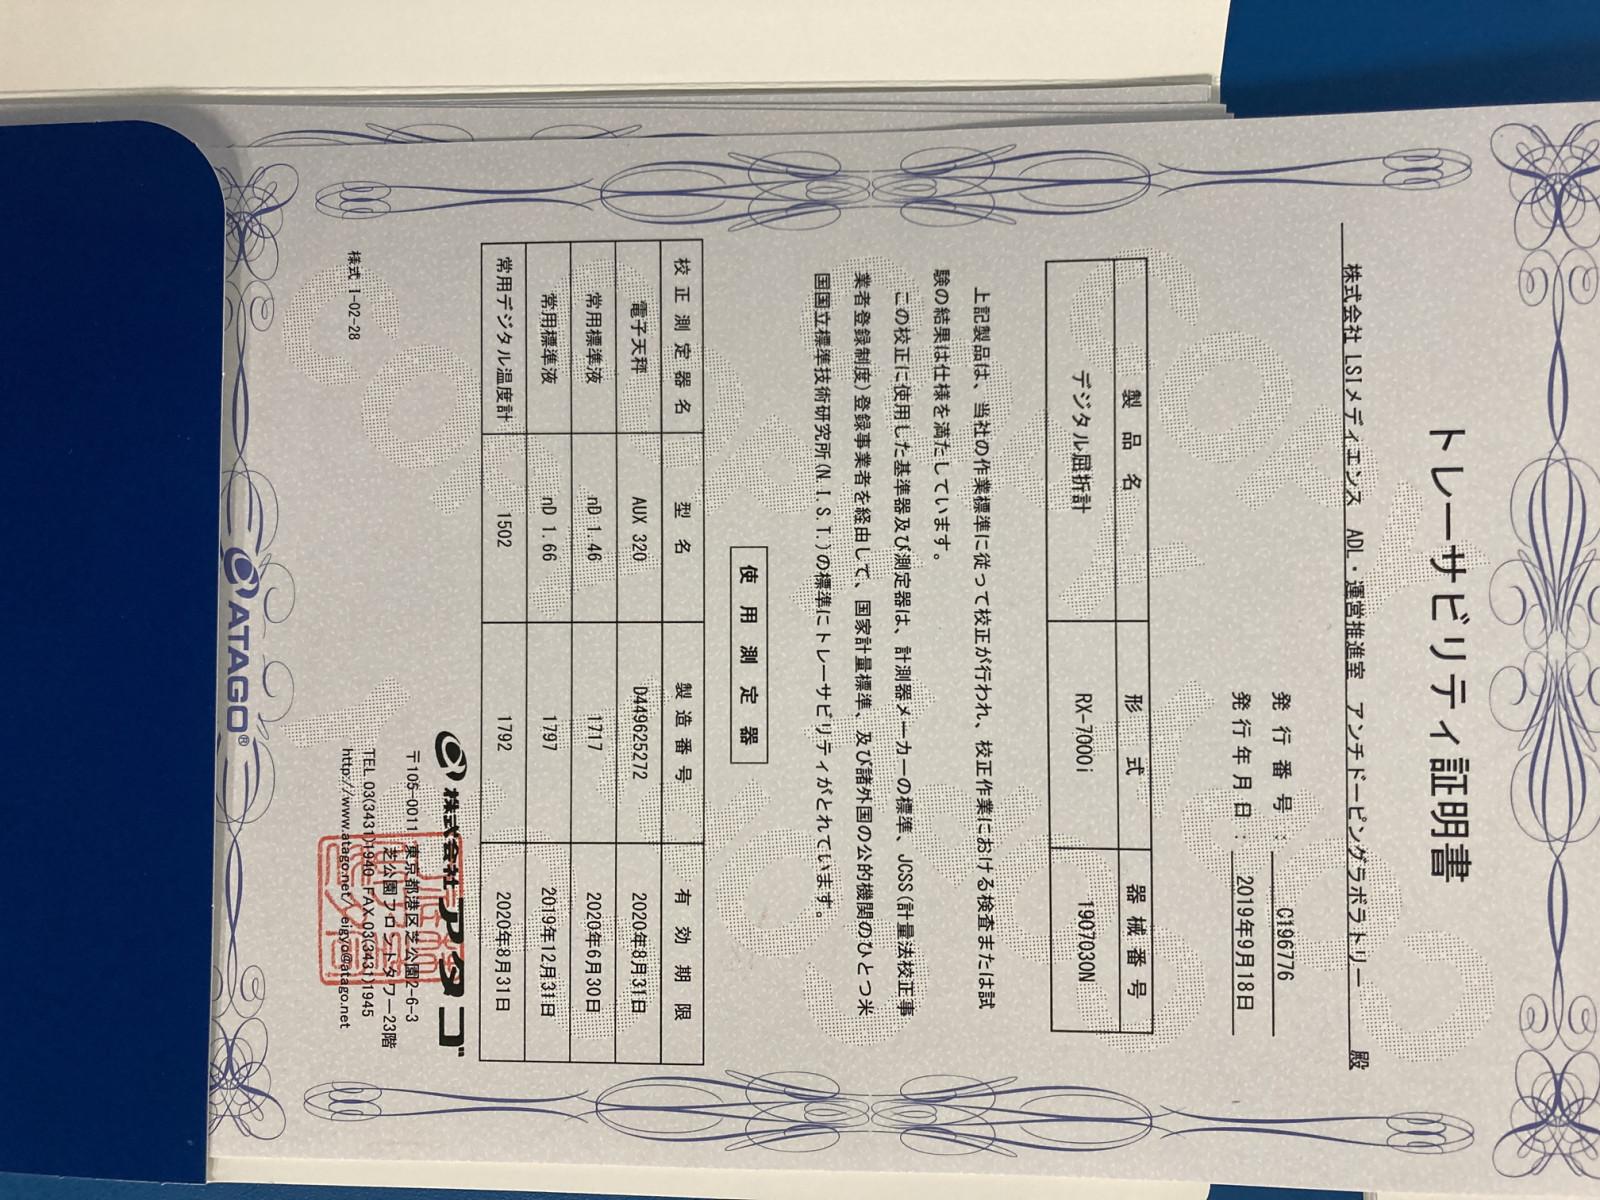 トレーサビリティ証明書
株式会社 LSIメディエンス ADL・運営推進室 アンチドーピングラボラトリー 殿
発行番号: C196776
発行年月日: 2019年9月18日
製品名 形式 器械番号
デジタル屈折計 RX-7000i 1907030N
上記製品は、当社の作業標準に従って校正が行われ、校正作業における検査または試
験の結果は仕様を満たしています。
この校正に使用した基準器及び測定器は、計測器メーカーの標準、JCSS(計量法校正事
業者登録制度)登録事業者を経由して、国家計量標準、及び諸外国の公的機関のひとつ米
国国立標準技術研究所(N.I.S.T.)の標準にトレーサビリティがとれています。
使用測定器
校正測定器名 型名 製造番号 有効期限
電子天秤 AUX 320 D449625272 2020年8月31日
常用標準液 nD 1.46 1717 2020年6月30日
常用標準液 nD 1.66 1797 2019年12月31日
常用デジタル温度計 1502 1792 2020年8月31日
株式会社アタゴ
〒105-0011 東京都港区芝公園2-6-3
芝公園フロントタワー23階
TEL.03(3431)1940 FAX.03(3431)1945
http://www.atago.net/ eigyo@atago.net
様式 I-02-28
ATAGO®